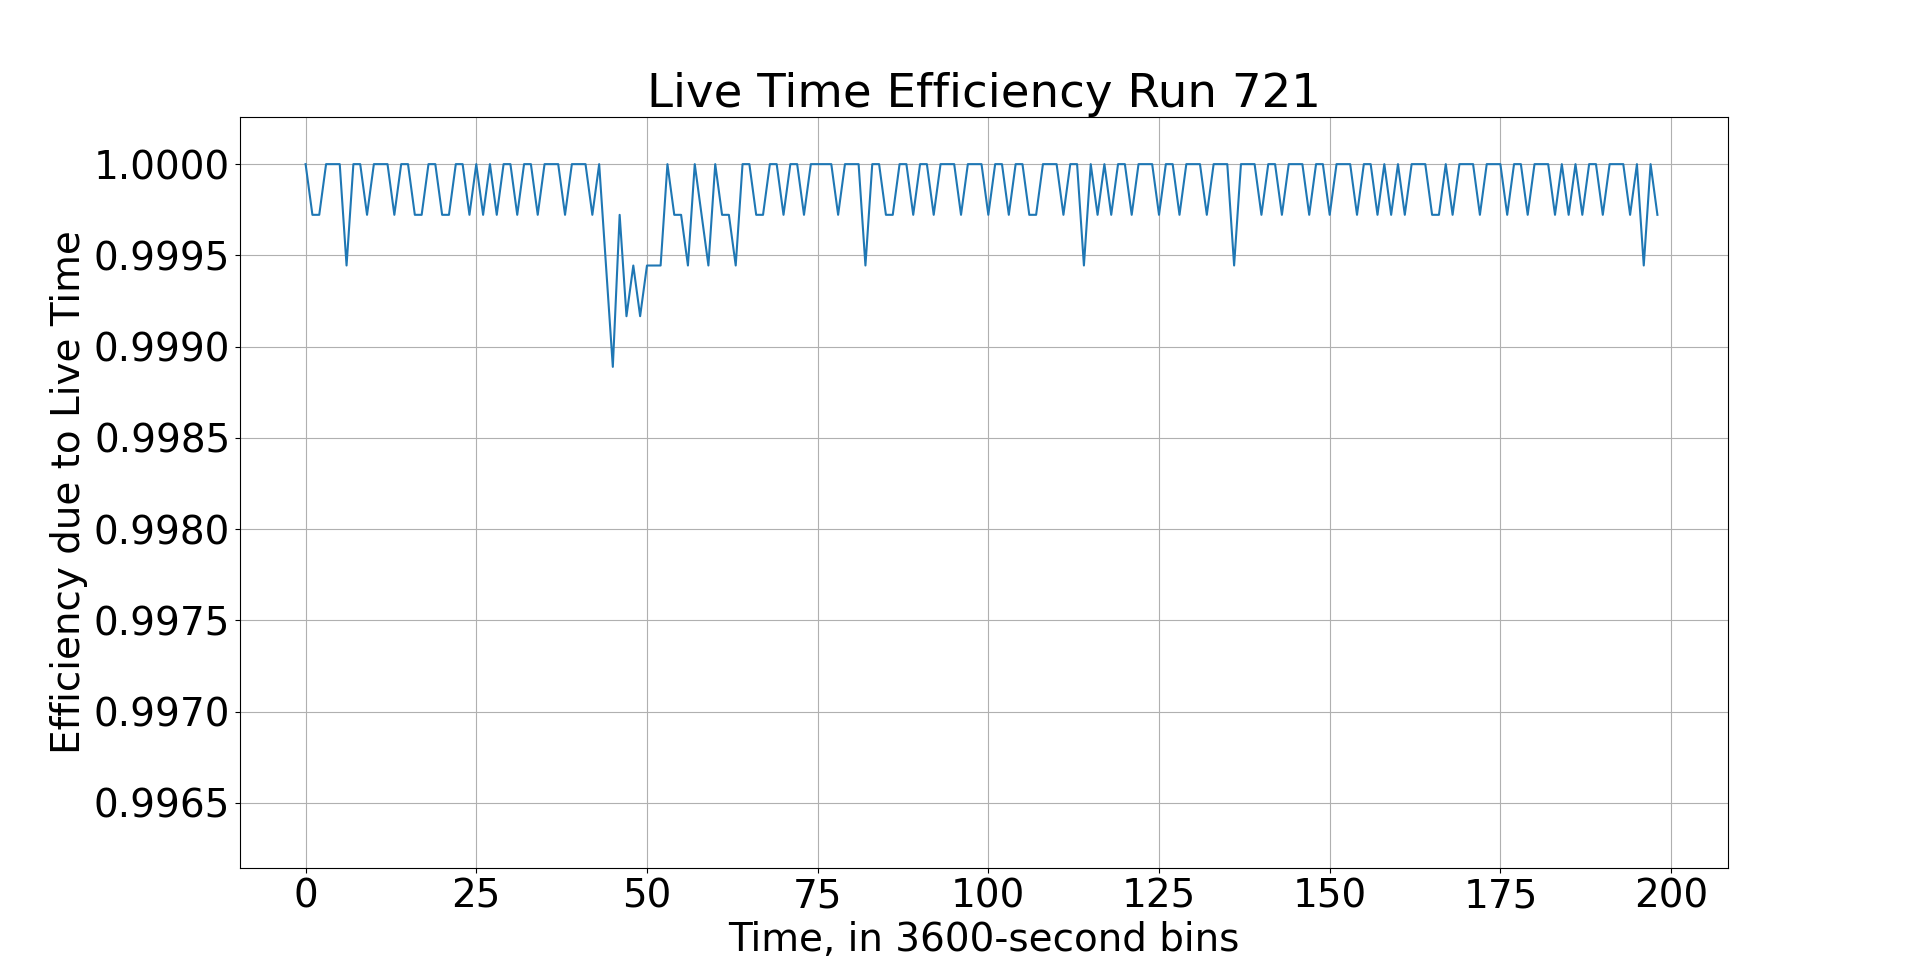 Live Time Efficiency Run 721
Efficiency due to Live Time
1.0000
0.9995
0.9990
0.9985
0.9980
0.9975
0.9970
0.9965
0 25 50 75 100 125 150 175 200
Time, in 3600-second bins